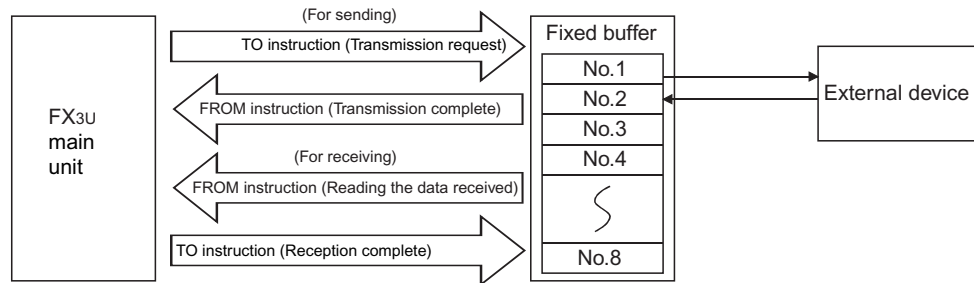 FX3U
main
unit
(For sending)
TO instruction (Transmission request)
FROM instruction (Transmission complete)
(For receiving)
FROM instruction (Reading the data received)
TO instruction (Reception complete)
Fixed buffer
No.1
No.2
No.3
No.4
No.8
External device